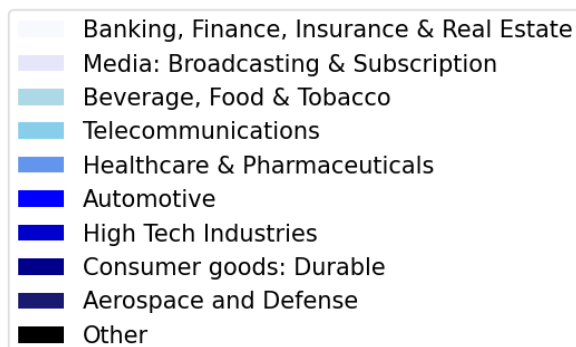 Banking, Finance, Insurance & Real Estate
Media: Broadcasting & Subscription
Beverage, Food & Tobacco
Telecommunications
Healthcare & Pharmaceuticals
Automotive
High Tech Industries
Consumer goods: Durable
Aerospace and Defense
Other